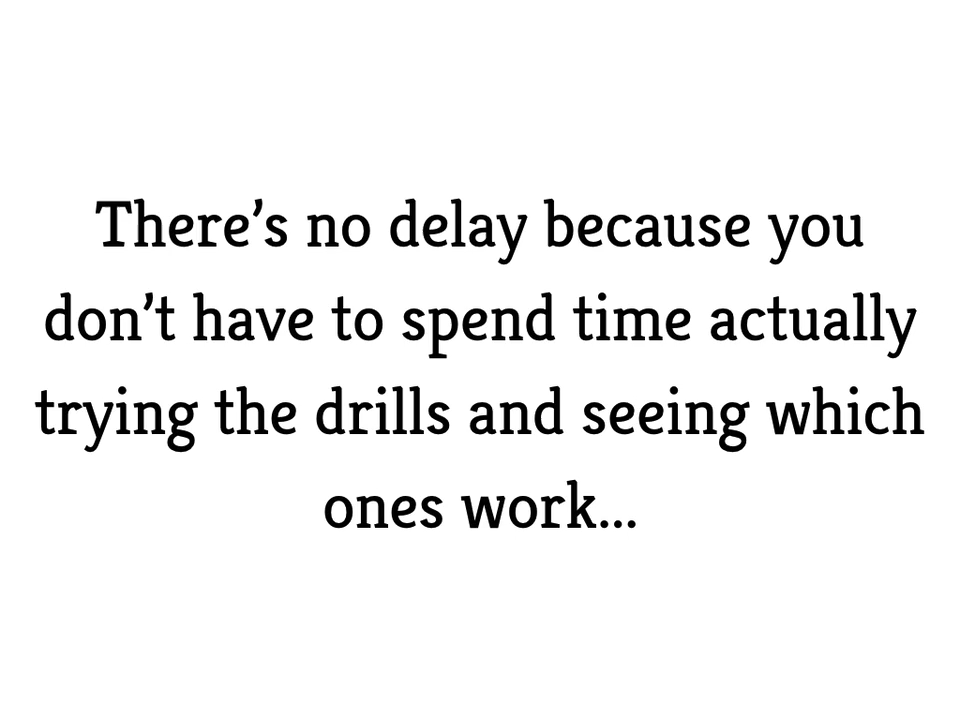 There’s no delay because you
don’t have to spend time actually
trying the drills and seeing which
ones work...